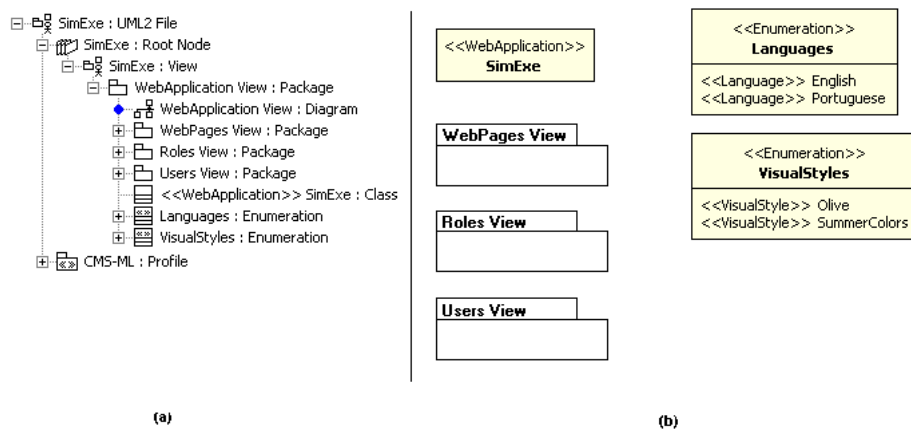 SimExe : UML2 File
SimExe : Root Node
SimExe : View
WebApplication View : Package
WebApplication View : Diagram
WebPages View : Package
Roles View : Package
Users View : Package
<<WebApplication>> SimExe : Class
Languages : Enumeration
VisualStyles : Enumeration
CMS-ML : Profile
(a)
<<WebApplication>>
SimExe
WebPages View
Roles View
Users View
<<Enumeration>>
Languages
<<Language>> English
<<Language>> Portuguese
<<Enumeration>>
VisualStyles
<<VisualStyle>> Olive
<<VisualStyle>> SummerColors
(b)